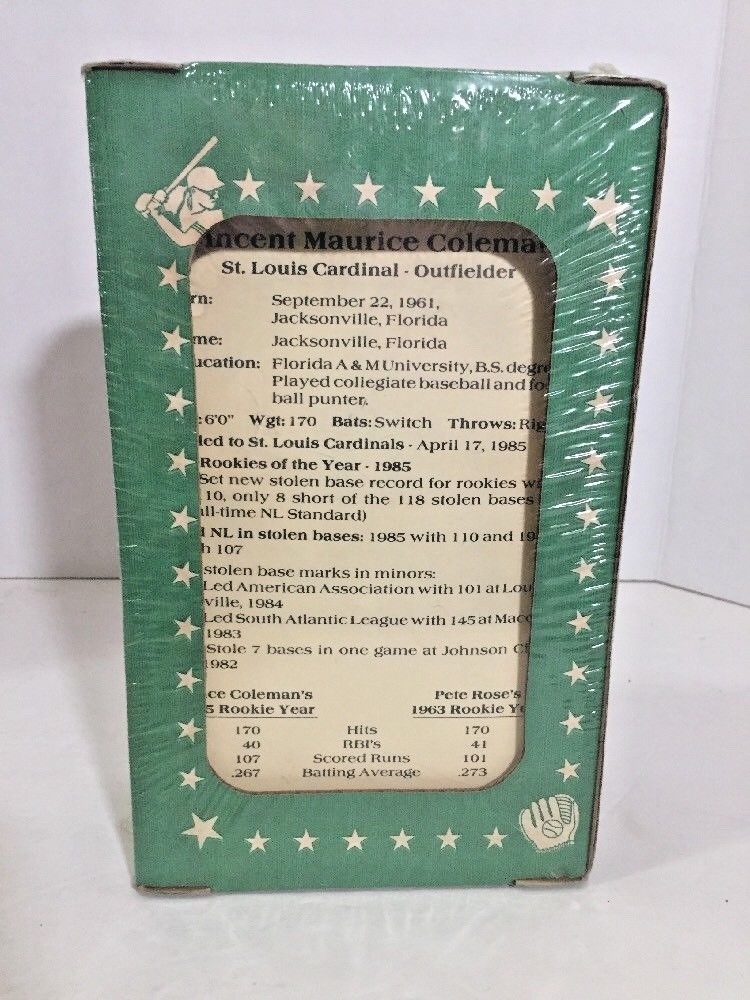 incent Maurice Colema
St. Louis Cardinal - Outfielder
rn: September 22, 1961,
Jacksonville, Florida
me: Jacksonville, Florida
ucation: Florida A & M University, B.S. degre
Played collegiate baseball and fo
ball punter.
: 6'0" Wgt: 170 Bats: Switch Throws: Rig
led to St. Louis Cardinals - April 17, 1985
Rookies of the Year - 1985
Set new stolen base record for rookies wi
10, only 8 short of the 118 stolen bases
ll-time NL Standard)
NL in stolen bases: 1985 with 110 and 19
h 107
stolen base marks in minors:
Led American Association with 101 at Lou
ville, 1984
Led South Atlantic League with 145 at Maco
1983
Stole 7 bases in one game at Johnson Ci
1982
ce Coleman's Pete Rose's
5 Rookie Year 1963 Rookie Ye
170 Hits 170
40 RBI's 41
107 Scored Runs 101
.267 Batting Average .273